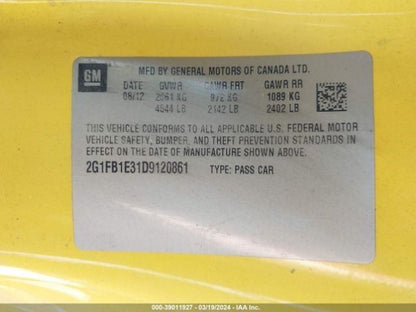 GM
MFD BY GENERAL MOTORS OF CANADA LTD.
DATE GVWR GAWR FRT GAWR RR
08/12 2061 KG 972 KG 1089 KG
4544 LB 2142 LB 2402 LB
THIS VEHICLE CONFORMS TO ALL APPLICABLE U.S. FEDERAL MOTOR
VEHICLE SAFETY, BUMPER, AND THEFT PREVENTION STANDARDS IN
EFFECT ON THE DATE OF MANUFACTURE SHOWN ABOVE.
2G1FB1E31D9120861 TYPE: PASS CAR
000-39011927 - 03/19/2024 - IAA Inc.